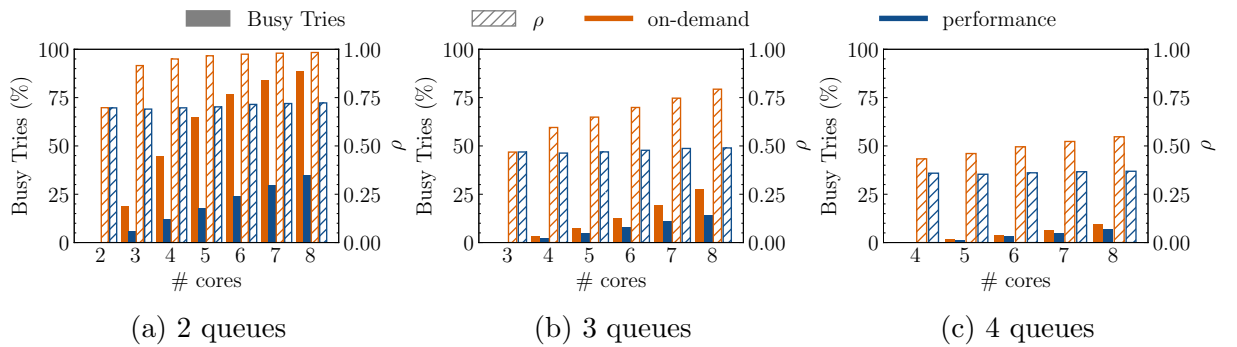 Busy Tries ρ on-demand performance
100 75 50 25 0
Busy Tries (%)
1.00 0.75 0.50 0.25 0.00
ρ
2 3 4 5 6 7 8
# cores
(a) 2 queues
100 75 50 25 0
Busy Tries (%)
1.00 0.75 0.50 0.25 0.00
ρ
3 4 5 6 7 8
# cores
(b) 3 queues
100 75 50 25 0
Busy Tries (%)
1.00 0.75 0.50 0.25 0.00
ρ
4 5 6 7 8
# cores
(c) 4 queues